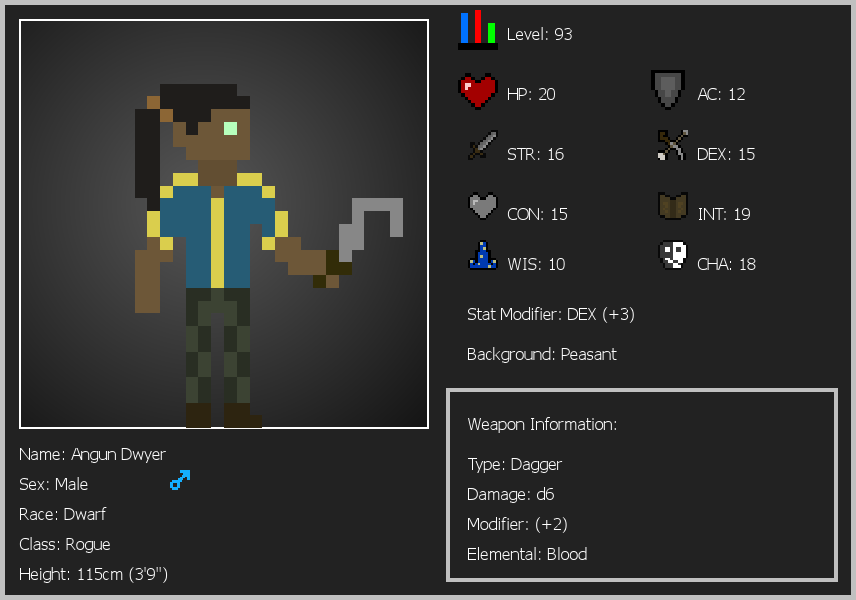 Level: 93
HP: 20
AC: 12
STR: 16
DEX: 15
CON: 15
INT: 19
WIS: 10
CHA: 18
Stat Modifier: DEX (+3)
Background: Peasant
Weapon Information:
Type: Dagger
Damage: d6
Modifier: (+2)
Elemental: Blood
Name: Angun Dwyer
Sex: Male
Race: Dwarf
Class: Rogue
Height: 115cm (3'9")